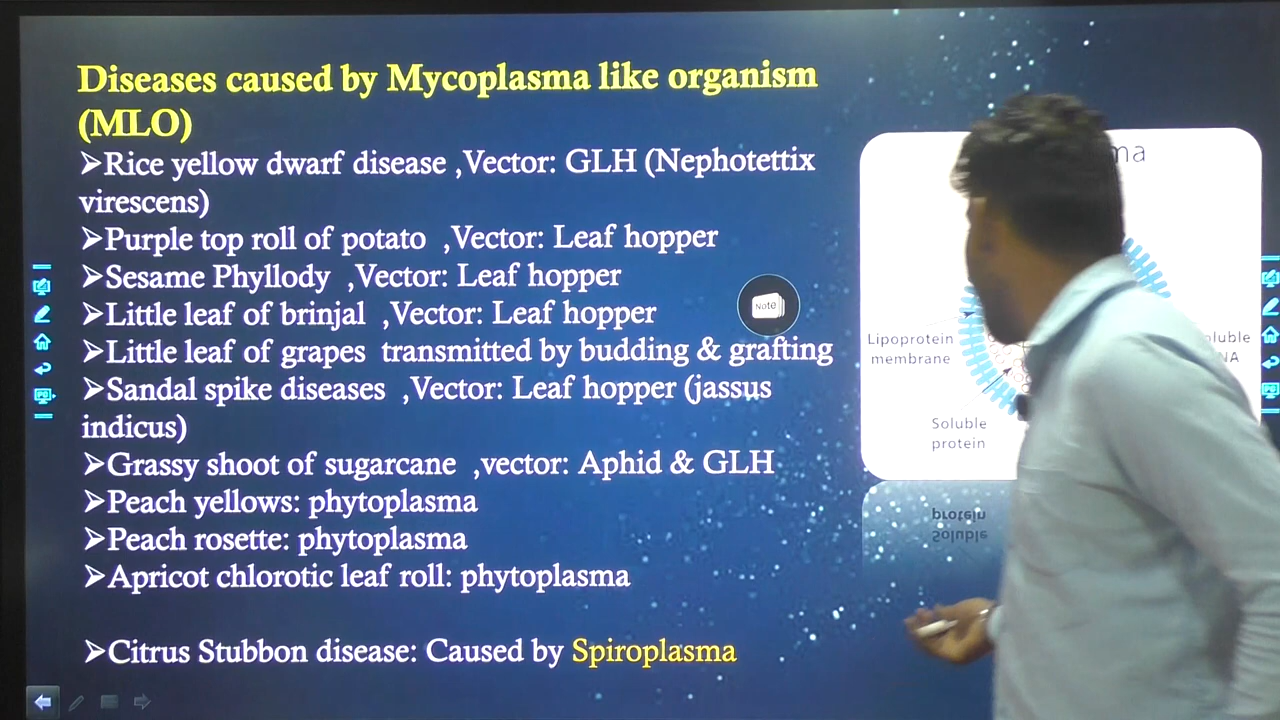 Diseases caused by Mycoplasma like organism
(MLO)
➢Rice yellow dwarf disease ,Vector: GLH (Nephotettix
virescens)
➢Purple top roll of potato ,Vector: Leaf hopper
➢Sesame Phyllody ,Vector: Leaf hopper
➢Little leaf of brinjal ,Vector: Leaf hopper
➢Little leaf of grapes transmitted by budding & grafting
➢Sandal spike diseases ,Vector: Leaf hopper (jassus
indicus)
➢Grassy shoot of sugarcane ,vector: Aphid & GLH
➢Peach yellows: phytoplasma
➢Peach rosette: phytoplasma
➢Apricot chlorotic leaf roll: phytoplasma
➢Citrus Stubbon disease: Caused by Spiroplasma
Note
Lipoprotein
membrane
Soluble
protein